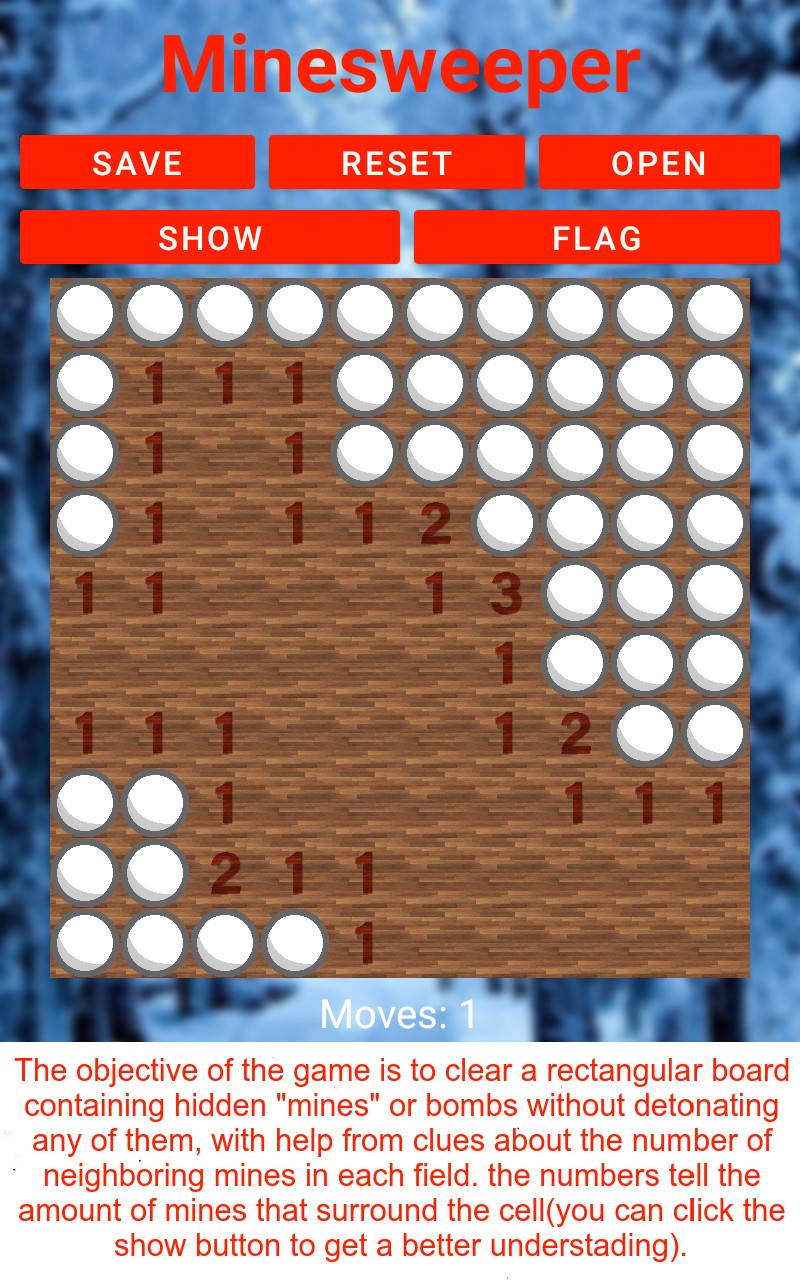 Minesweeper
SAVE RESET OPEN
SHOW FLAG
1 1 1
1 1
1 1 1 2
1 1 1 3
1
1 1 1 1 2
1 1 1 1
2 1 1
1
Moves: 1
The objective of the game is to clear a rectangular board
containing hidden "mines" or bombs without detonating
any of them, with help from clues about the number of
neighboring mines in each field. the numbers tell the
amount of mines that surround the cell(you can click the
show button to get a better understading).